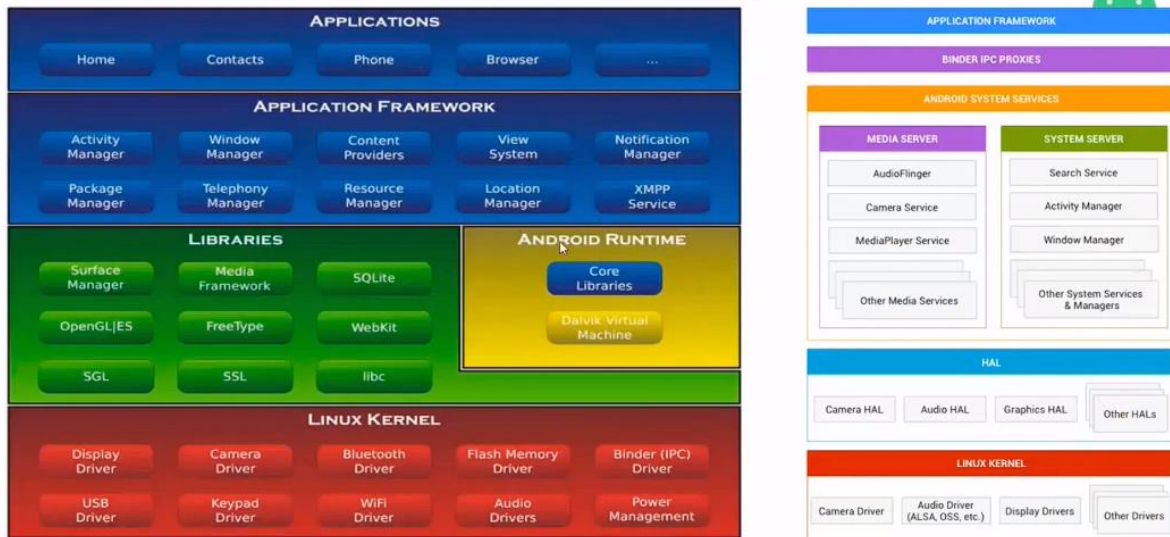 APPLICATIONS
Home
Contacts
Phone
Browser
...
APPLICATION FRAMEWORK
Activity
Manager
Window
Manager
Content
Providers
View
System
Notification
Manager
Package
Manager
Telephony
Manager
Resource
Manager
Location
Manager
XMPP
Service
LIBRARIES
Surface
Manager
Media
Framework
SQLite
OpenGL|ES
FreeType
WebKit
SGL
SSL
libc
ANDROID RUNTIME
Core
Libraries
Dalvik Virtual
Machine
LINUX KERNEL
Display
Driver
Camera
Driver
Bluetooth
Driver
Flash Memory
Driver
Binder (IPC)
Driver
USB
Driver
Keypad
Driver
WiFi
Driver
Audio
Drivers
Power
Management
APPLICATION FRAMEWORK
BINDER IPC PROXIES
ANDROID SYSTEM SERVICES
MEDIA SERVER
AudioFlinger
Camera Service
MediaPlayer Service
Other Media Services
SYSTEM SERVER
Search Service
Activity Manager
Window Manager
Other System Services
& Managers
HAL
Camera HAL
Audio HAL
Graphics HAL
Other HALs
LINUX KERNEL
Camera Driver
Audio Driver
(ALSA, OSS, etc.)
Display Drivers
Other Drivers